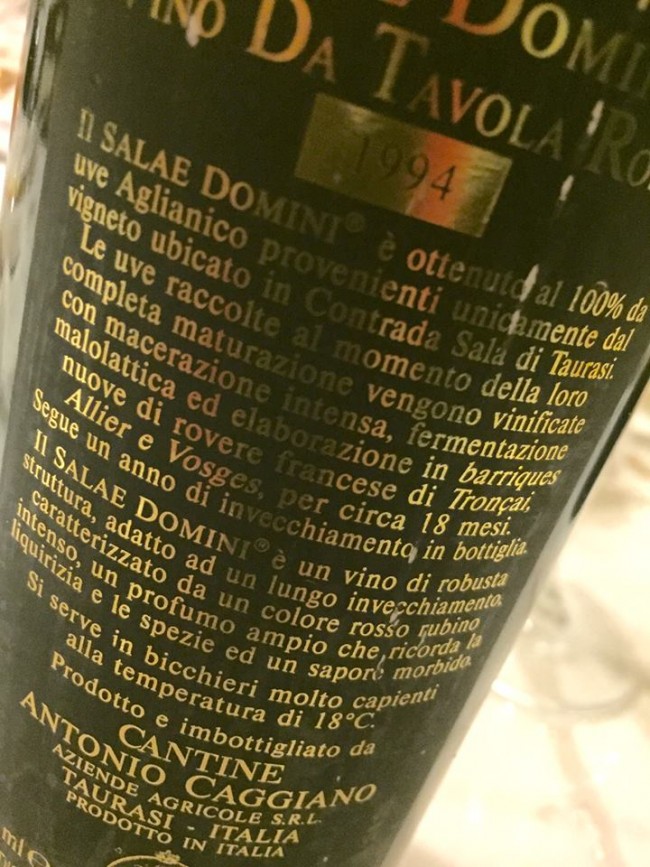 DOMINI
VINO DA TAVOLA
1994
Il SALAE DOMINI® è ottenuto al 100% da
uve Aglianico provenienti unicamente dal
vigneto ubicato in Contrada Sala di Taurasi.
Le uve raccolte al momento della loro
completa maturazione vengono vinificate
con macerazione intensa, fermentazione
malolattica ed elaborazione in barriques
nuove di rovere francese di Tronçai,
Allier e Vosges, per circa 18 mesi.
Segue un anno di invecchiamento in bottiglia.
Il SALAE DOMINI® è un vino di robusta
struttura, adatto ad un lungo invecchiamento,
caratterizzato da un colore rosso rubino
intenso, un profumo ampio che ricorda la
liquirizia e le spezie ed un sapore morbido.
Si serve in bicchieri molto capienti
alla temperatura di 18°C.
Prodotto e imbottigliato da
CANTINE
ANTONIO CAGGIANO
AZIENDE AGRICOLE S.R.L.
TAURASI - ITALIA
PRODOTTO IN ITALIA
ml e